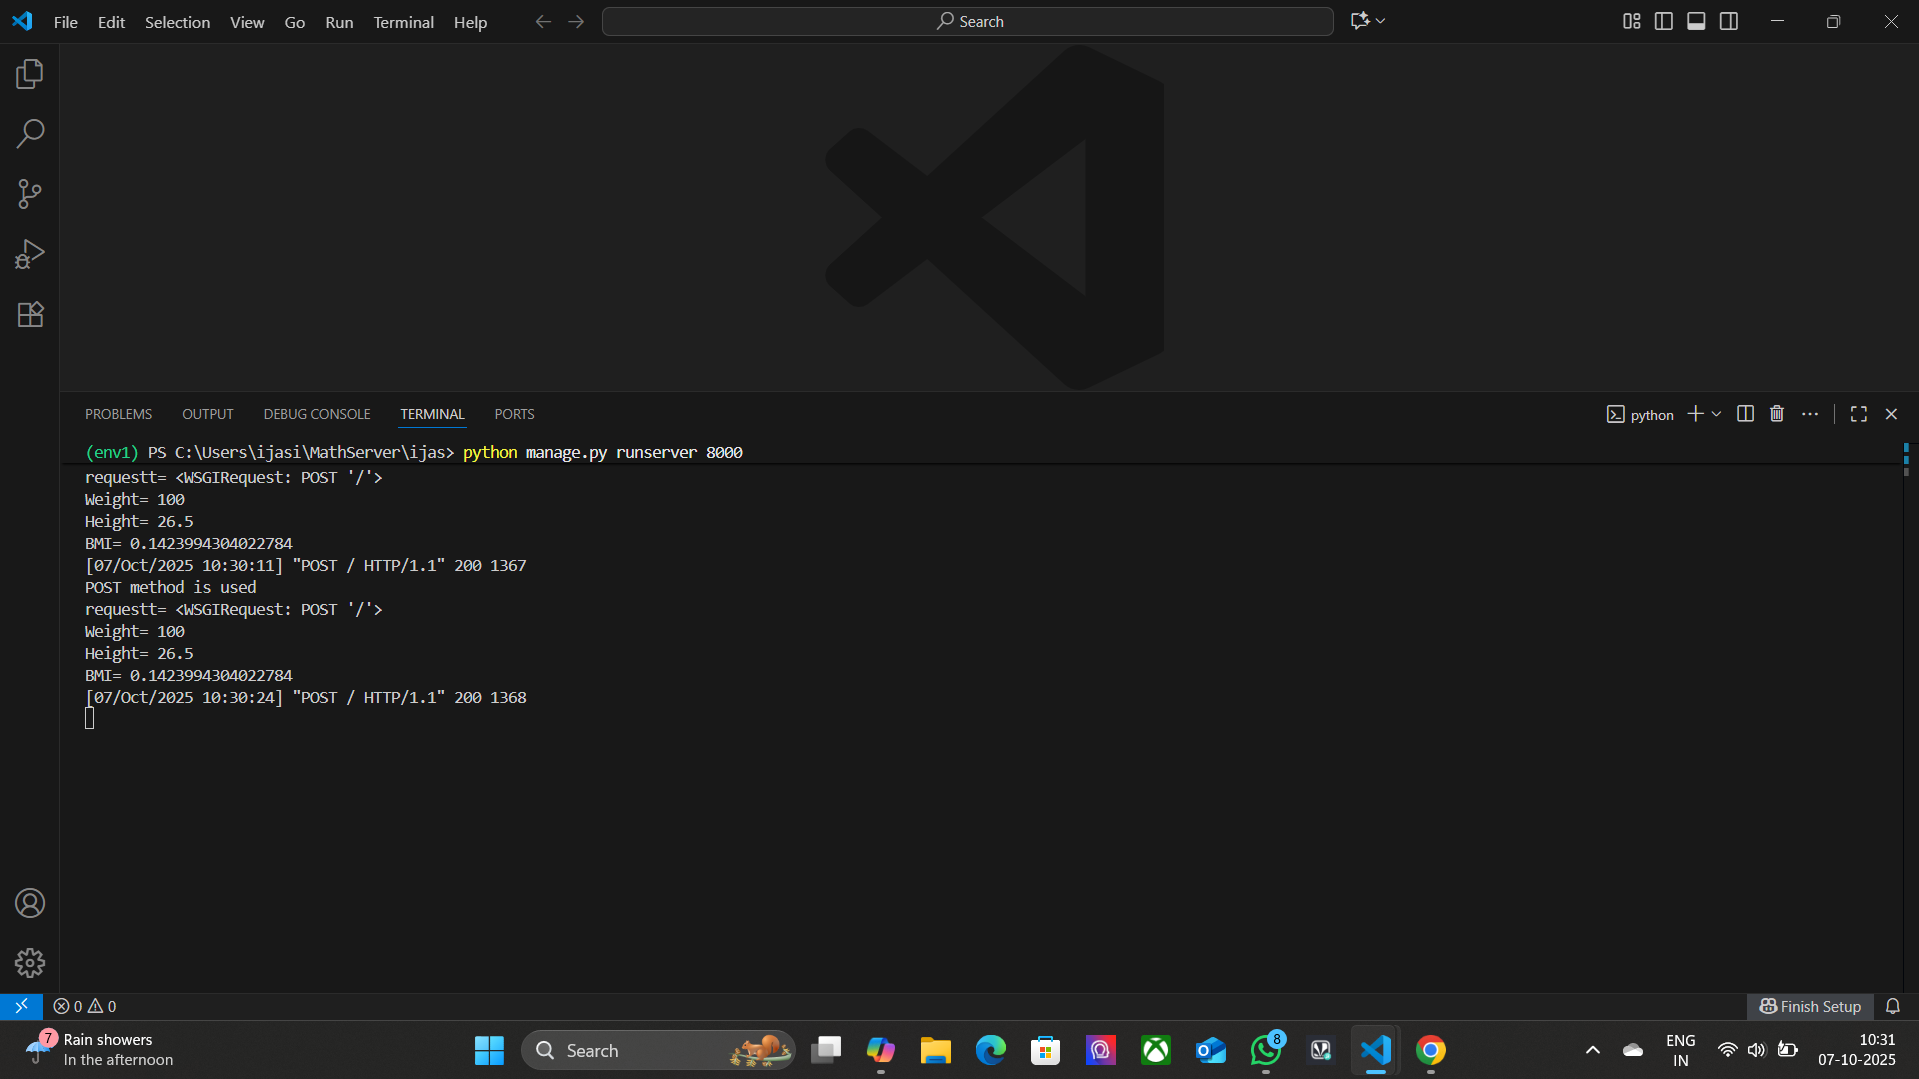 File Edit Selection View Go Run Terminal Help
Search
PROBLEMS OUTPUT DEBUG CONSOLE TERMINAL PORTS
python
(env1) PS C:\Users\ijasi\MathServer\ijas> python manage.py runserver 8000
requestt= <WSGIRequest: POST '/'>
Weight= 100
Height= 26.5
BMI= 0.1423994304022784
[07/Oct/2025 10:30:11] "POST / HTTP/1.1" 200 1367
POST method is used
requestt= <WSGIRequest: POST '/'>
Weight= 100
Height= 26.5
BMI= 0.1423994304022784
[07/Oct/2025 10:30:24] "POST / HTTP/1.1" 200 1368
0 0
Finish Setup
7
Rain showers
In the afternoon
Search
8
ENG
IN
10:31
07-10-2025